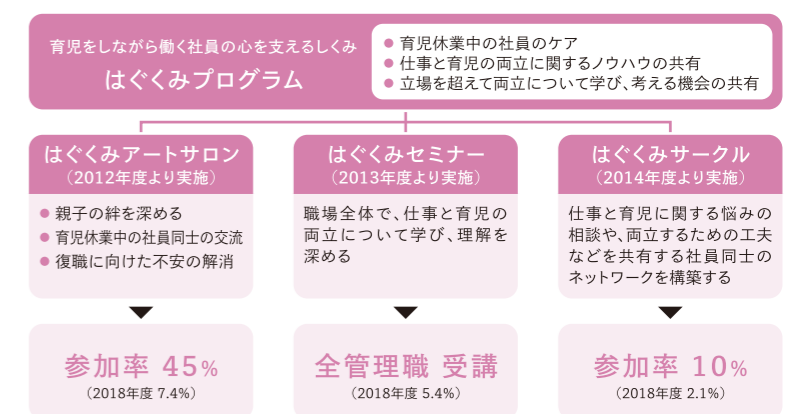 育児をしながら働く社員の心を支えるしくみ
はぐくみプログラム
● 育児休業中の社員のケア
● 仕事と育児の両立に関するノウハウの共有
● 立場を超えて両立について学び、考える機会の共有
はぐくみアートサロン
（2012年度より実施）
● 親子の絆を深める
● 育児休業中の社員同士の交流
● 復職に向けた不安の解消
参加率 45%
（2018年度 7.4%）
はぐくみセミナー
（2013年度より実施）
職場全体で、仕事と育児の
両立について学び、理解を
深める
全管理職 受講
（2018年度 5.4%）
はぐくみサークル
（2014年度より実施）
仕事と育児に関する悩みの
相談や、両立するための工夫
などを共有する社員同士の
ネットワークを構築する
参加率 10%
（2018年度 2.1%）